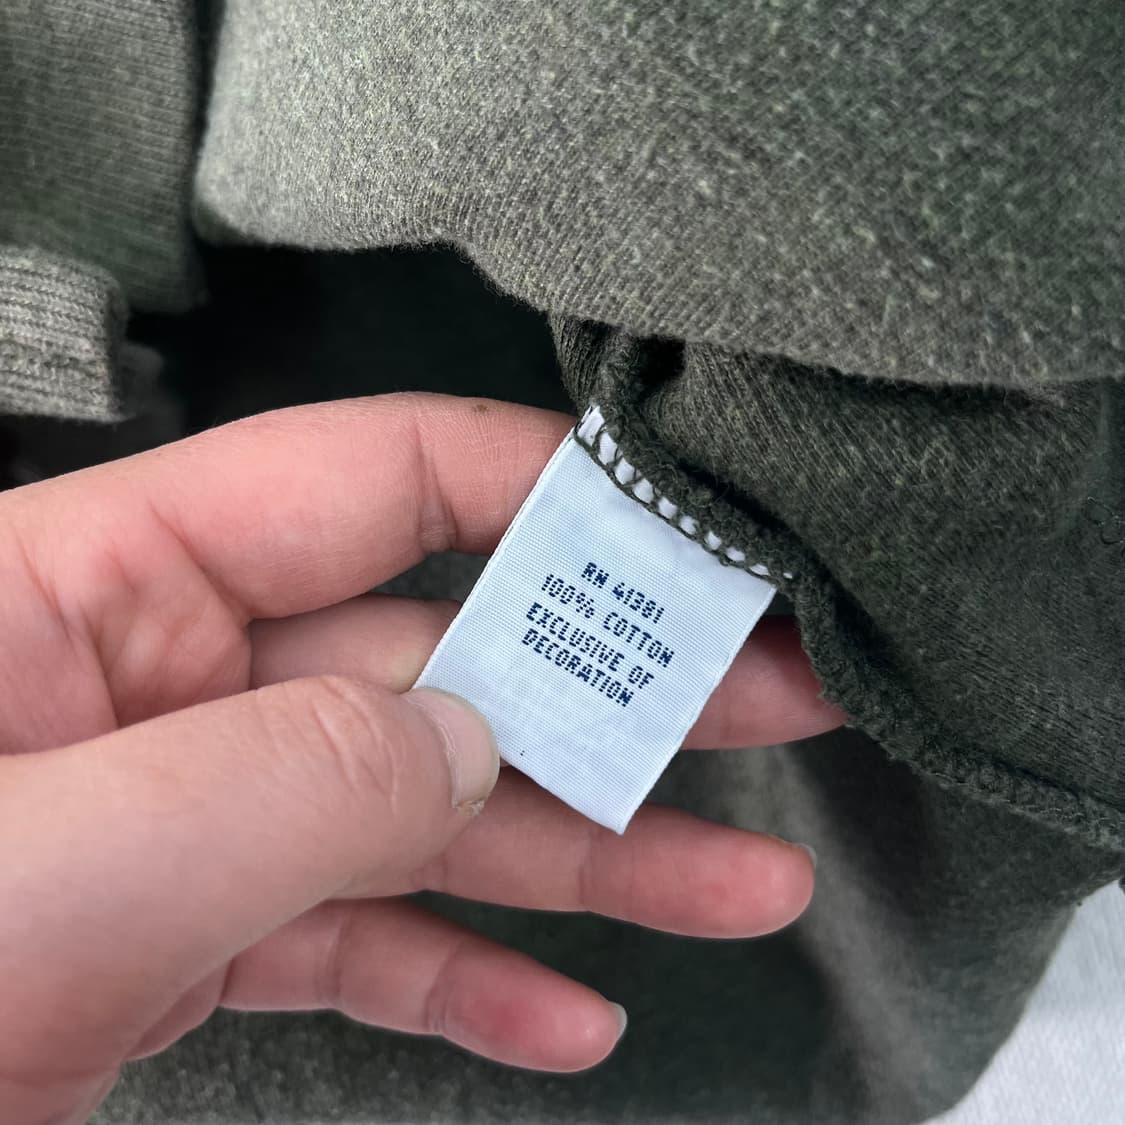 RN 41381
100% COTTON
EXCLUSIVE OF
DECORATION